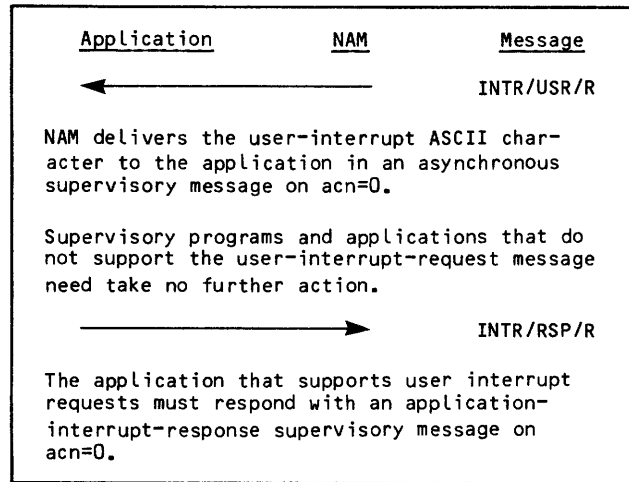 Application NAM Message
INTR/USR/R
NAM delivers the user-interrupt ASCII char-
acter to the application in an asynchronous
supervisory message on acn=0.
Supervisory programs and applications that do
not support the user-interrupt-request message
need take no further action.
INTR/RSP/R
The application that supports user interrupt
requests must respond with an application-
interrupt-response supervisory message on
acn=0.